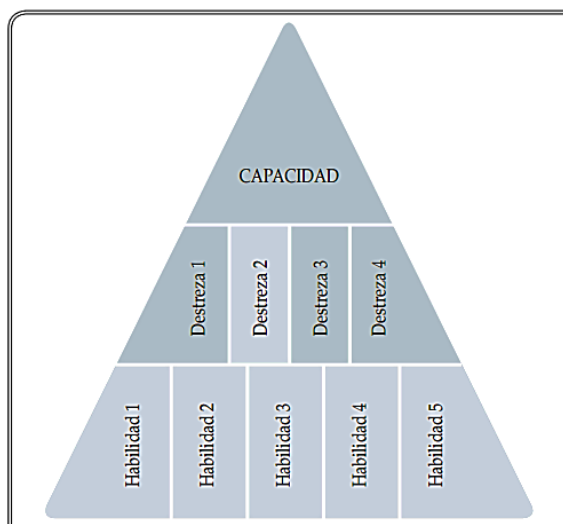 CAPACIDAD
Destreza 1
Destreza 2
Destreza 3
Destreza 4
Habilidad 1
Habilidad 2
Habilidad 3
Habilidad 4
Habilidad 5